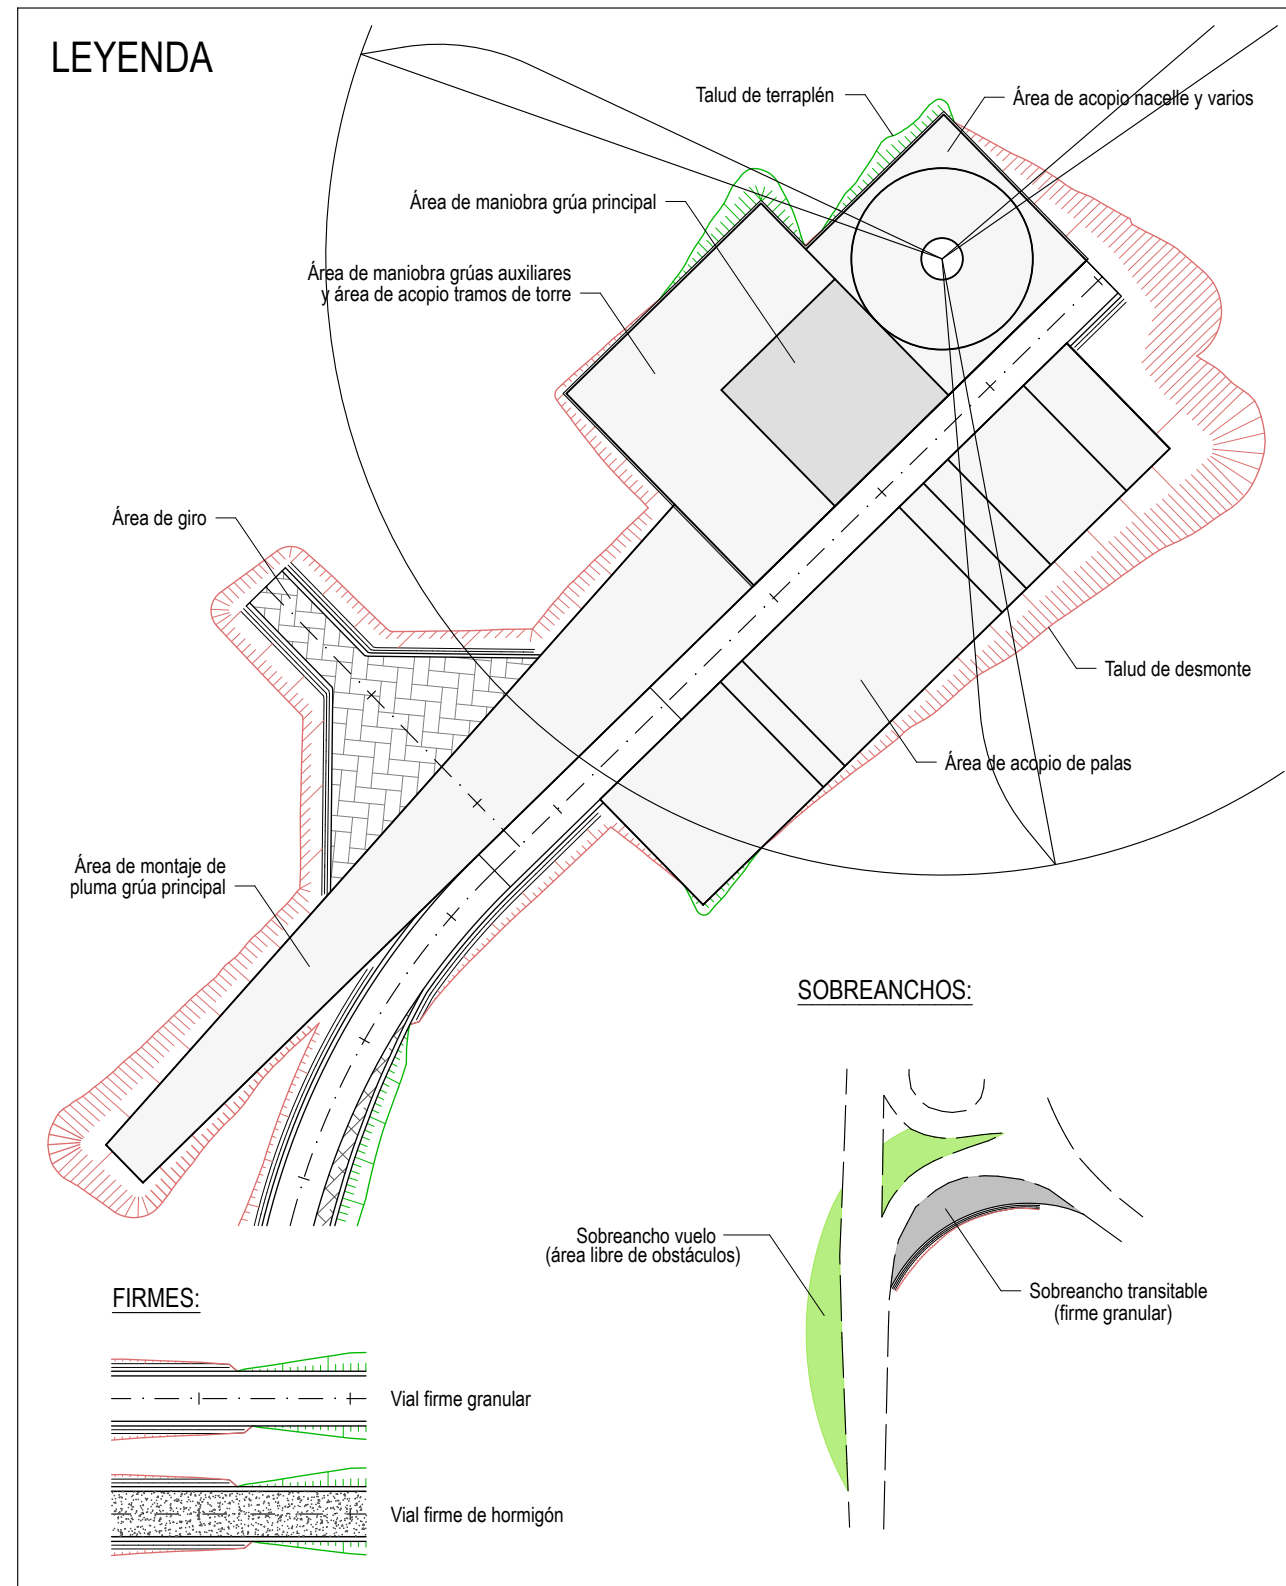 LEYENDA
Talud de terraplén
Área de acopio nacelle y varios
Área de maniobra grúa principal
Área de maniobra grúas auxiliares
y área de acopio tramos de torre
Área de giro
Talud de desmonte
Área de acopio de palas
Área de montaje de
pluma grúa principal
SOBREANCHOS:
Sobreancho vuelo
(área libre de obstáculos)
Sobreancho transitable
(firme granular)
FIRMES:
Vial firme granular
Vial firme de hormigón